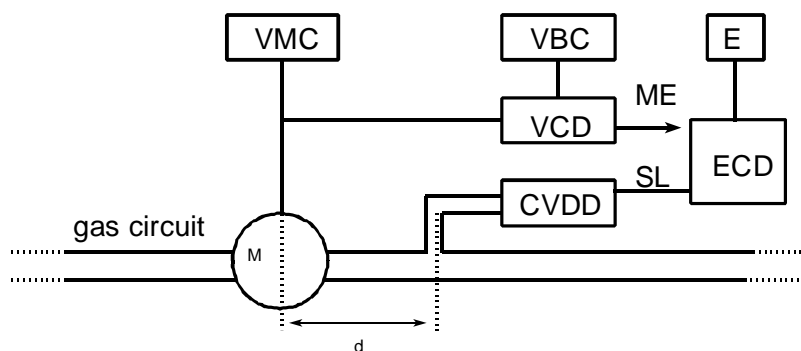 VMC
VBC
E
ME
VCD
ECD
SL
CVDD
gas circuit
M
d